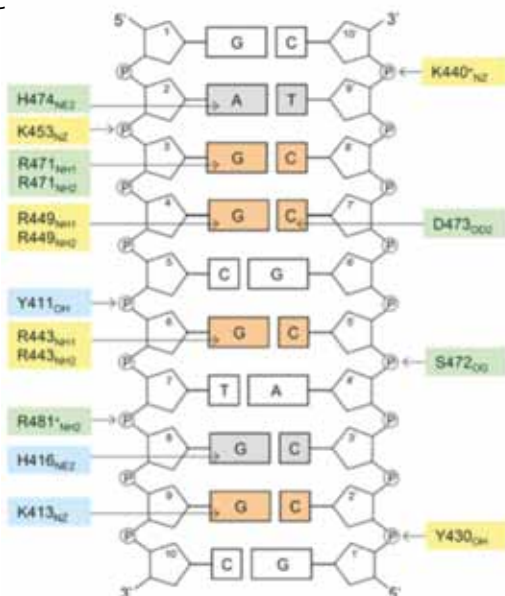 5' 3'
1 G C 10'
P P K440*NZ
H474NE2 2 A T 9'
K453NZ P P
R471NH1 3 G C 8'
R471NH2 P P
R449NH1 4 G C 7' D473OD2
R449NH2 P P
5 C G 6'
Y411OH P P
R443NH1 6 G C 5'
R443NH2 P P S472OG
7 T A 4'
R481*NH2 P P
H416NE2 8 G C 3'
P P
K413NZ 9 G C 2'
P P Y430OH
10 C G 1'
3' 5'